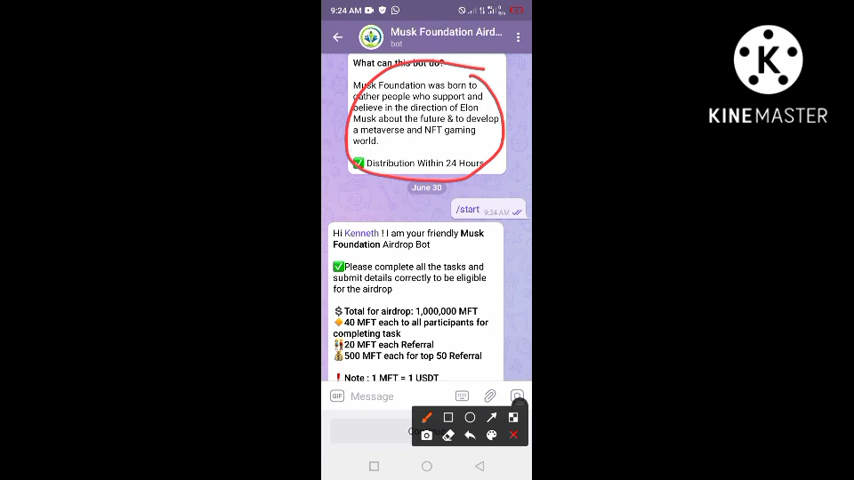 9:24 AM
Musk Foundation Aird...
bot
What can this bot do?
Musk Foundation was born to
gather people who support and
believe in the direction of Elon
Musk about the future & to develop
a metaverse and NFT gaming
world.
✅ Distribution Within 24 Hours
June 30
/start
9:24 AM
Hi Kenneth ! I am your friendly Musk
Foundation Airdrop Bot
✅Please complete all the tasks and
submit details correctly to be eligible
for the airdrop
💲Total for airdrop: 1,000,000 MFT
🔸40 MFT each to all participants for
completing task
👭20 MFT each Referral
💰500 MFT each for top 50 Referral
❗Note : 1 MFT = 1 USDT
GIF
Message
K
KINEMASTER